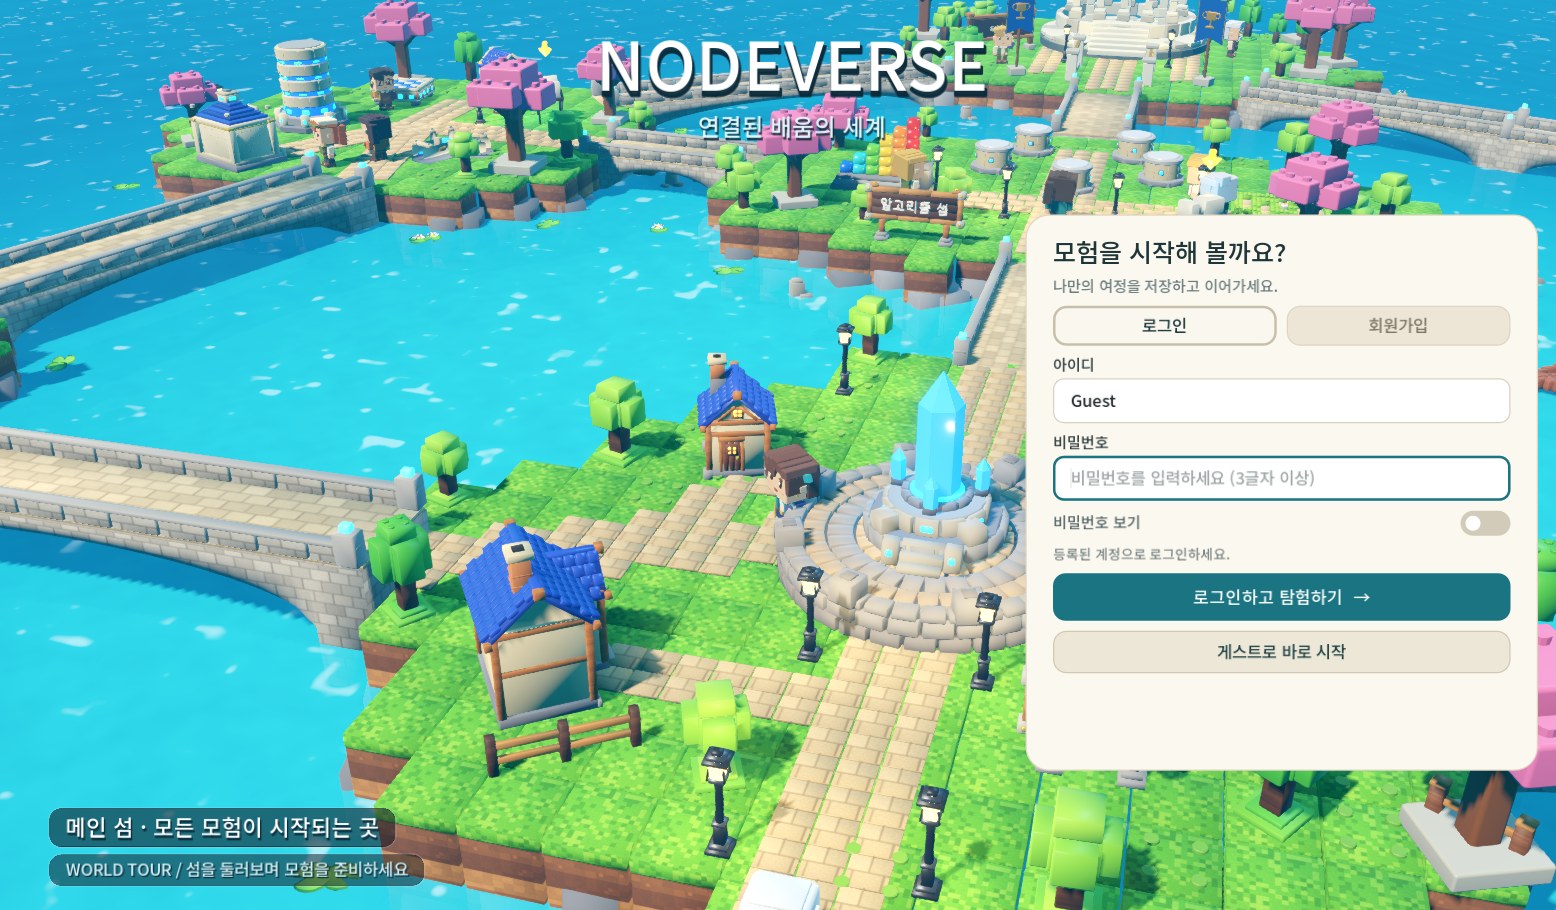 NODEVERSE
연결된 배움의 세계
알고리즘 섬
모험을 시작해 볼까요?
나만의 여정을 저장하고 이어가세요.
로그인
회원가입
아이디
Guest
비밀번호
비밀번호를 입력하세요 (3글자 이상)
비밀번호 보기
등록된 계정으로 로그인하세요.
로그인하고 탐험하기 →
게스트로 바로 시작
메인 섬 · 모든 모험이 시작되는 곳
WORLD TOUR / 섬을 둘러보며 모험을 준비하세요